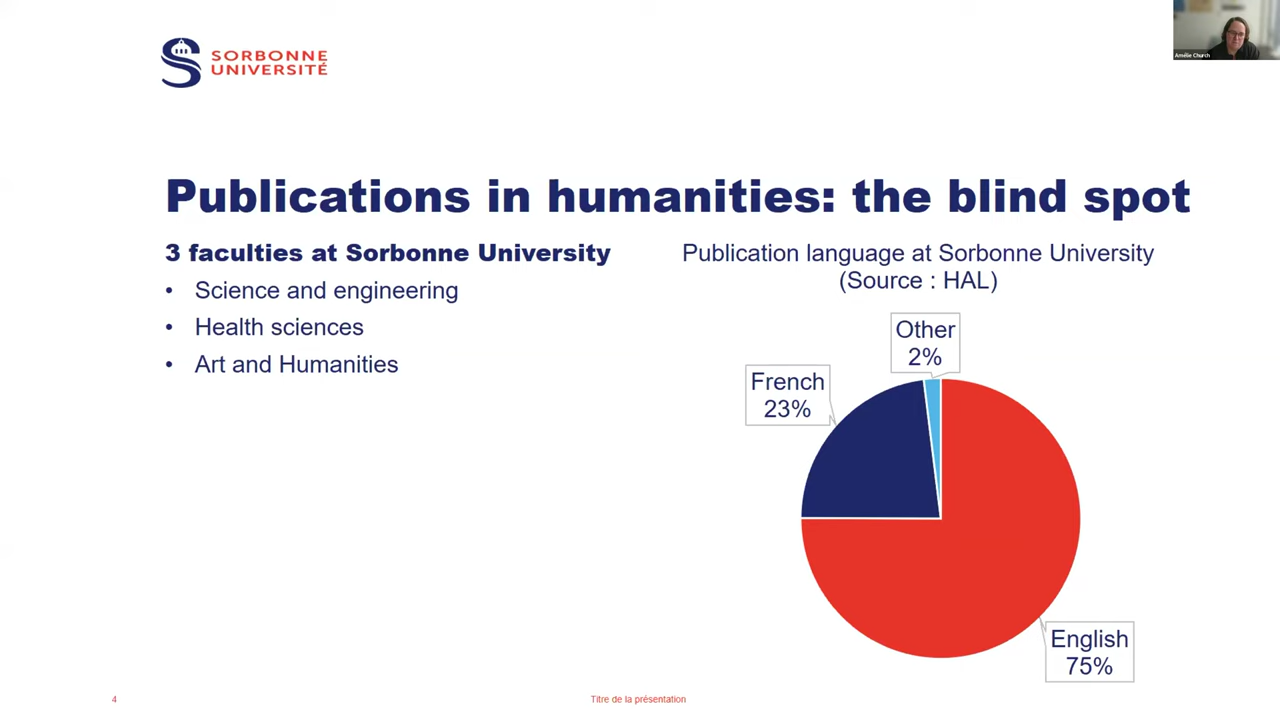 SORBONNE
UNIVERSITÉ
Amélie Church
Publications in humanities: the blind spot
3 faculties at Sorbonne University
• Science and engineering
• Health sciences
• Art and Humanities
Publication language at Sorbonne University
(Source : HAL)
Other
2%
French
23%
English
75%
4
Titre de la présentation